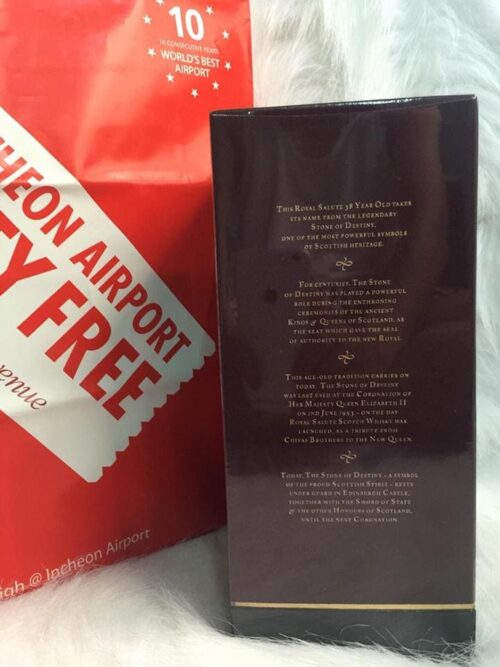 10
10 CONSECUTIVE YEARS
WORLD'S BEST
AIRPORT
HEON AIRPORT
TY FREE
enue
@ Incheon Airport
THIS ROYAL SALUTE 38 YEAR OLD TAKES
ITS NAME FROM THE LEGENDARY
STONE OF DESTINY,
ONE OF THE MOST POWERFUL SYMBOLS
OF SCOTTISH HERITAGE.
FOR CENTURIES, THE STONE
OF DESTINY HAS PLAYED A POWERFUL
ROLE DURING THE ENTHRONING
CEREMONIES OF THE ANCIENT
KINGS & QUEENS OF SCOTLAND, AS
THE SEAT WHICH GAVE THE SEAL
OF AUTHORITY TO THE NEW ROYAL.
THIS AGE-OLD TRADITION CARRIES ON
TODAY. THE STONE OF DESTINY
WAS LAST USED AT THE CORONATION OF
HER MAJESTY QUEEN ELIZABETH II
ON 2ND JUNE 1953 - ON THE DAY
ROYAL SALUTE SCOTCH WHISKY WAS
LAUNCHED, AS A TRIBUTE FROM
CHIVAS BROTHERS TO THE NEW QUEEN.
TODAY, THE STONE OF DESTINY - A SYMBOL
OF THE PROUD SCOTTISH SPIRIT - RESTS
UNDER GUARD IN EDINBURGH CASTLE,
TOGETHER WITH THE SWORD OF STATE
& THE OTHER HONOURS OF SCOTLAND,
UNTIL THE NEXT CORONATION.